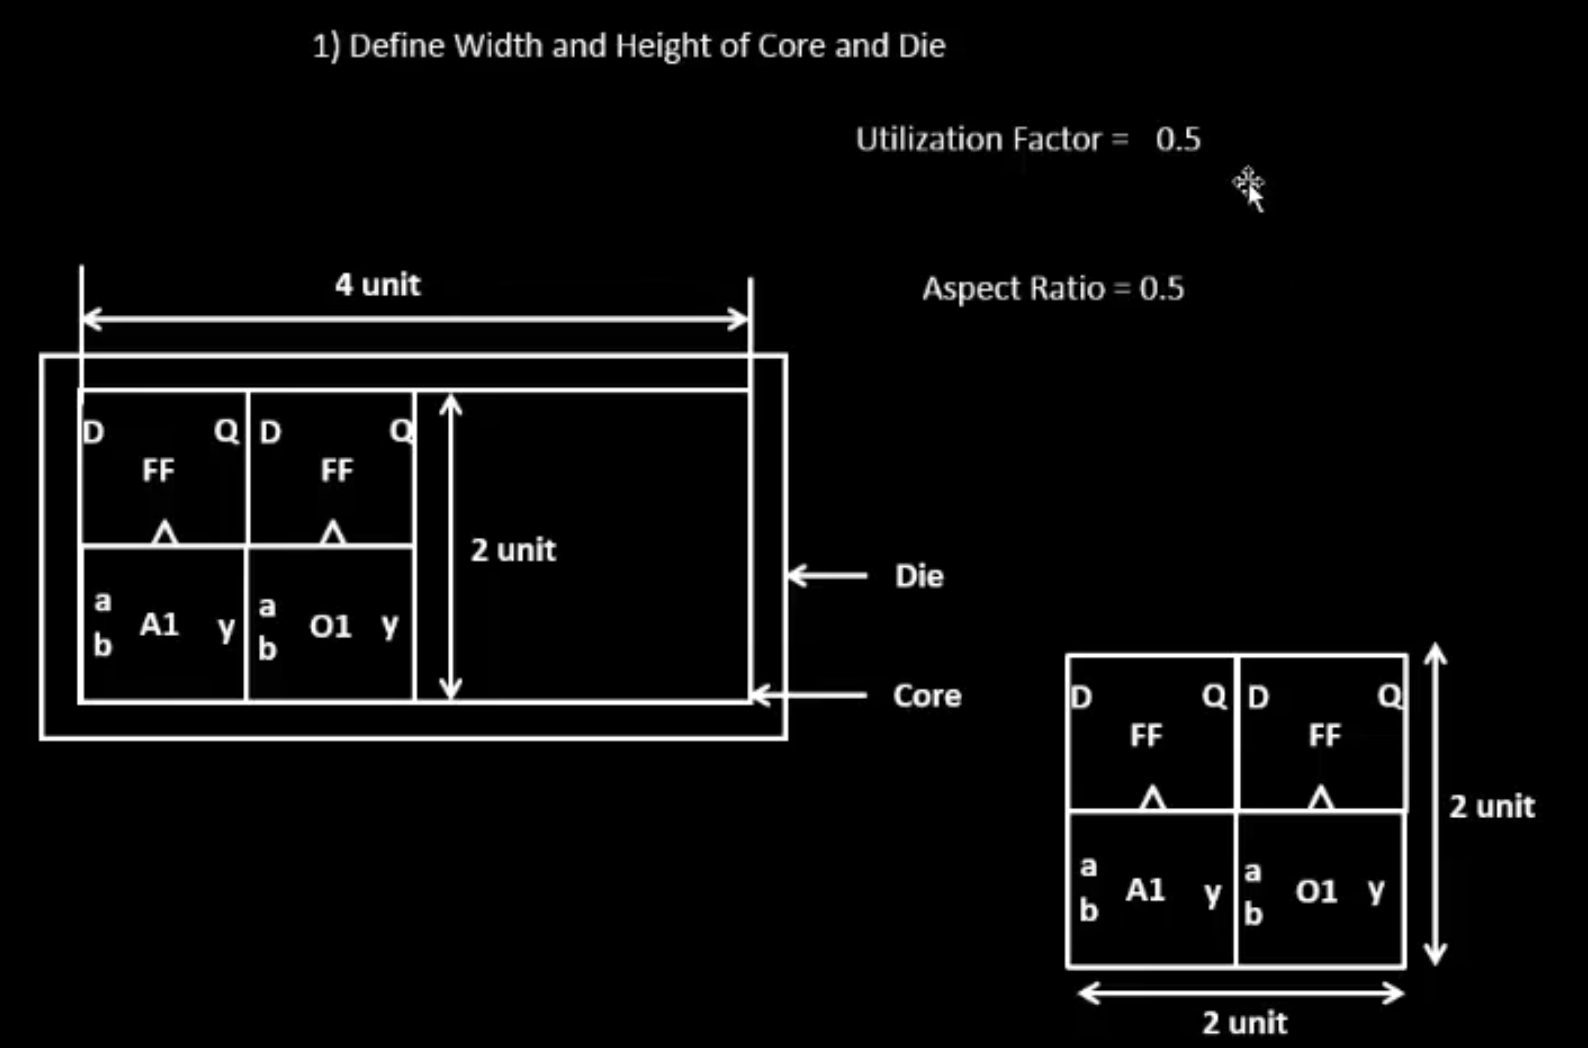 1) Define Width and Height of Core and Die
Utilization Factor = 0.5
Aspect Ratio = 0.5
4 unit
D Q D Q
FF FF
2 unit
a A1 y a O1 y
b b
Die
Core
D Q D Q
FF FF
2 unit
a A1 y a O1 y
b b
2 unit